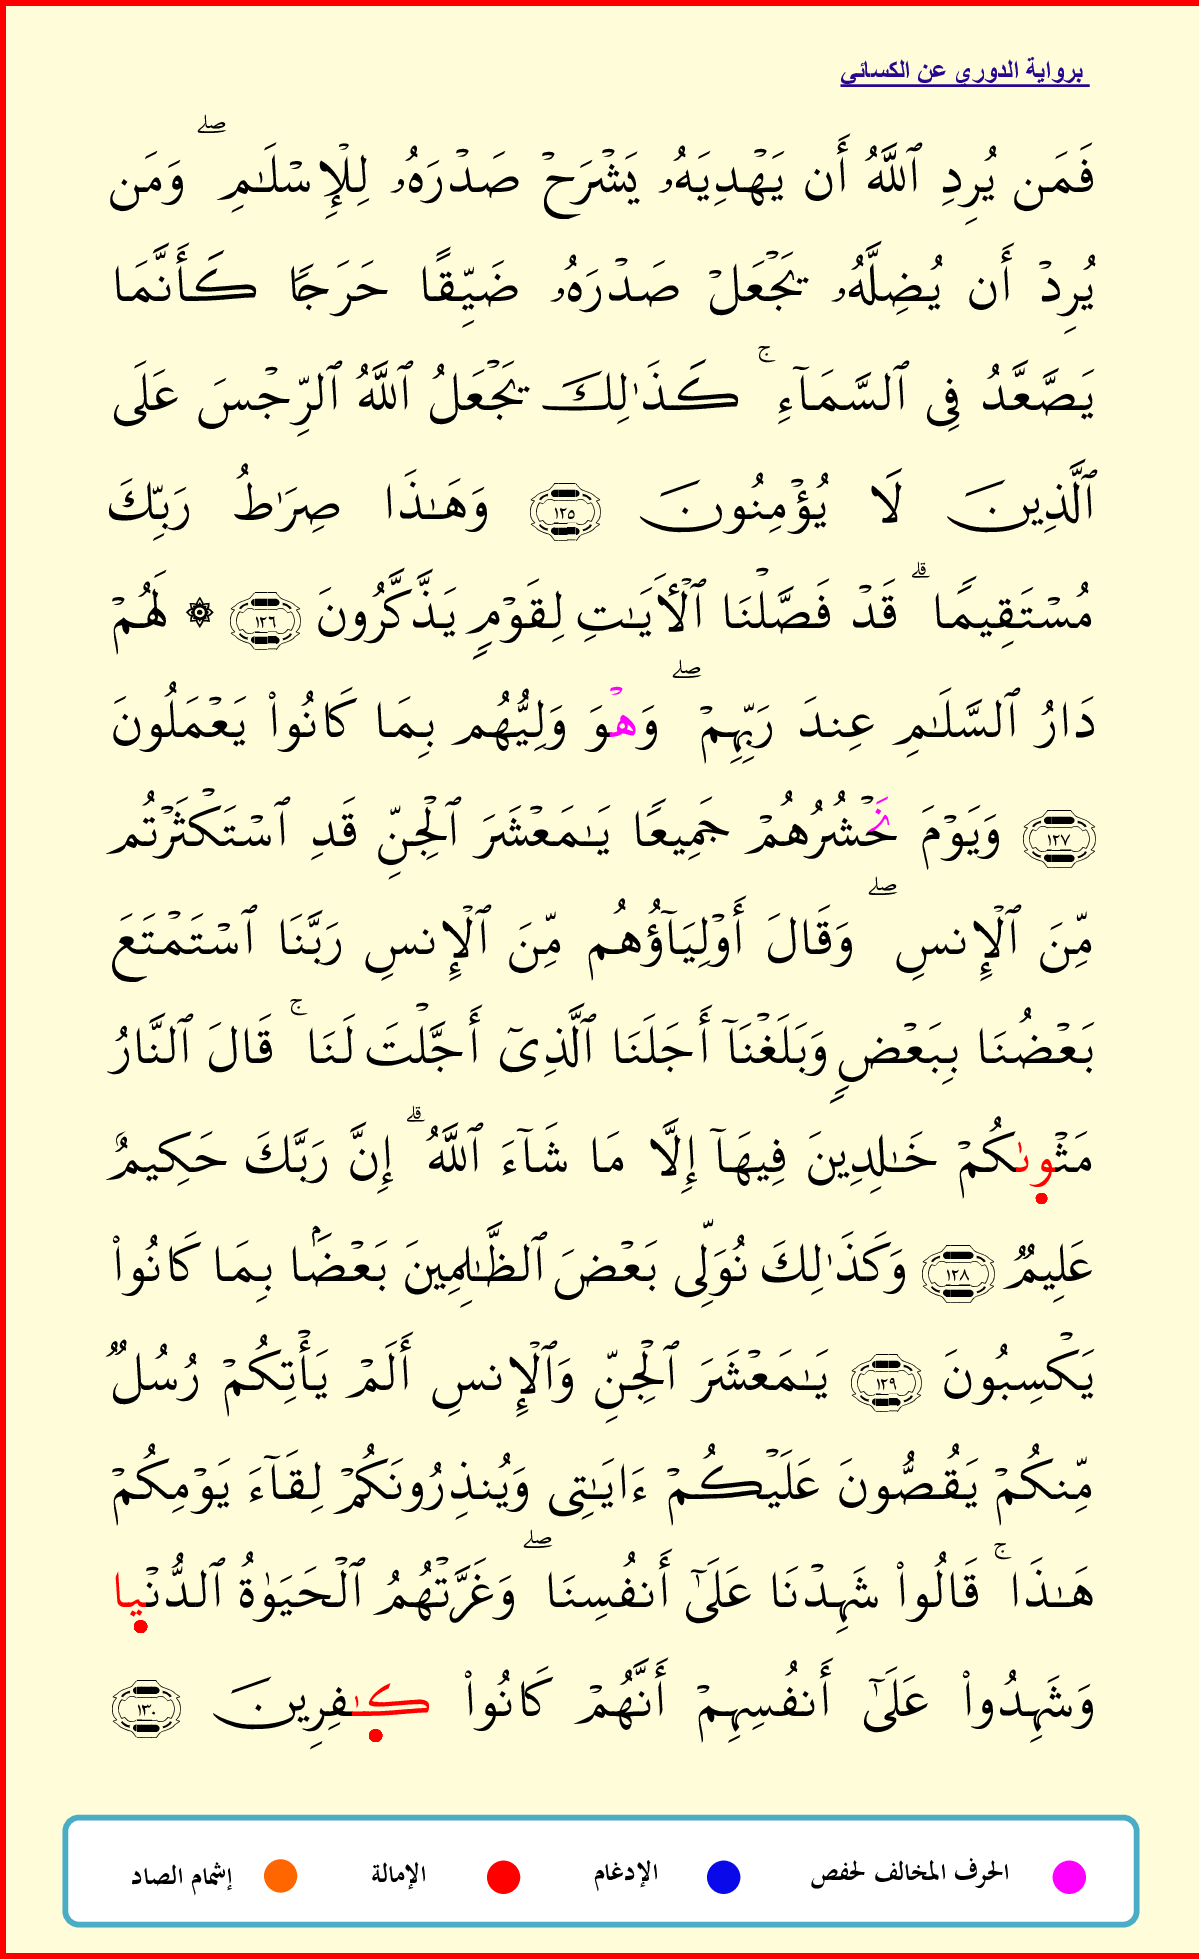 برواية الدوري عن الكسائي
فَمَن يُرِدِ ٱللَّهُ أَن يَهْدِيَهُۥ يَشْرَحْ صَدْرَهُۥ لِلْإِسْلَـٰمِ ۖ وَمَن
يُرِدْ أَن يُضِلَّهُۥ يَجْعَلْ صَدْرَهُۥ ضَيِّقًا حَرَجًا كَأَنَّمَا
يَصَّعَّدُ فِى ٱلسَّمَآءِ ۚ كَذَٰلِكَ يَجْعَلُ ٱللَّهُ ٱلرِّجْسَ عَلَى
ٱلَّذِينَ لَا يُؤْمِنُونَ ١٢٥ وَهَـٰذَا صِرَٰطُ رَبِّكَ
مُسْتَقِيمًا ۗ قَدْ فَصَّلْنَا ٱلْأَيَـٰتِ لِقَوْمٍ يَذَّكَّرُونَ ١٢٦ ۞ لَهُمْ
دَارُ ٱلسَّلَـٰمِ عِندَ رَبِّهِمْ ۖ وَهْوَ وَلِيُّهُم بِمَا كَانُوا۟ يَعْمَلُونَ
١٢٧ وَيَوْمَ نَحْشُرُهُمْ جَمِيعًا يَـٰمَعْشَرَ ٱلْجِنِّ قَدِ ٱسْتَكْثَرْتُم
مِّنَ ٱلْإِنسِ ۖ وَقَالَ أَوْلِيَآؤُهُم مِّنَ ٱلْإِنسِ رَبَّنَا ٱسْتَمْتَعَ
بَعْضُنَا بِبَعْضٍ وَبَلَغْنَآ أَجَلَنَا ٱلَّذِىٓ أَجَّلْتَ لَنَا ۚ قَالَ ٱلنَّارُ
مَثْوىٰكُمْ خَـٰلِدِينَ فِيهَآ إِلَّا مَا شَآءَ ٱللَّهُ ۗ إِنَّ رَبَّكَ حَكِيمٌ
عَلِيمٌ ١٢٨ وَكَذَٰلِكَ نُوَلِّى بَعْضَ ٱلظَّـٰلِمِينَ بَعْضَۢا بِمَا كَانُوا۟
يَكْسِبُونَ ١٢٩ يَـٰمَعْشَرَ ٱلْجِنِّ وَٱلْإِنسِ أَلَمْ يَأْتِكُمْ رُسُلٌ
مِّنكُمْ يَقُصُّونَ عَلَيْكُمْ ءَايَـٰتِى وَيُنذِرُونَكُمْ لِقَآءَ يَوْمِكُمْ
هَـٰذَا ۚ قَالُوا۟ شَهِدْنَا عَلَىٰٓ أَنفُسِنَا ۖ وَغَرَّتْهُمُ ٱلْحَيَوٰةُ ٱلدُّنْيا
وَشَهِدُوا۟ عَلَىٰٓ أَنفُسِهِمْ أَنَّهُمْ كَانُوا۟ كـٰفِرِينَ ١٣٠
الحرف المخالف لحفص الإدغام الإمالة إشمام الصاد